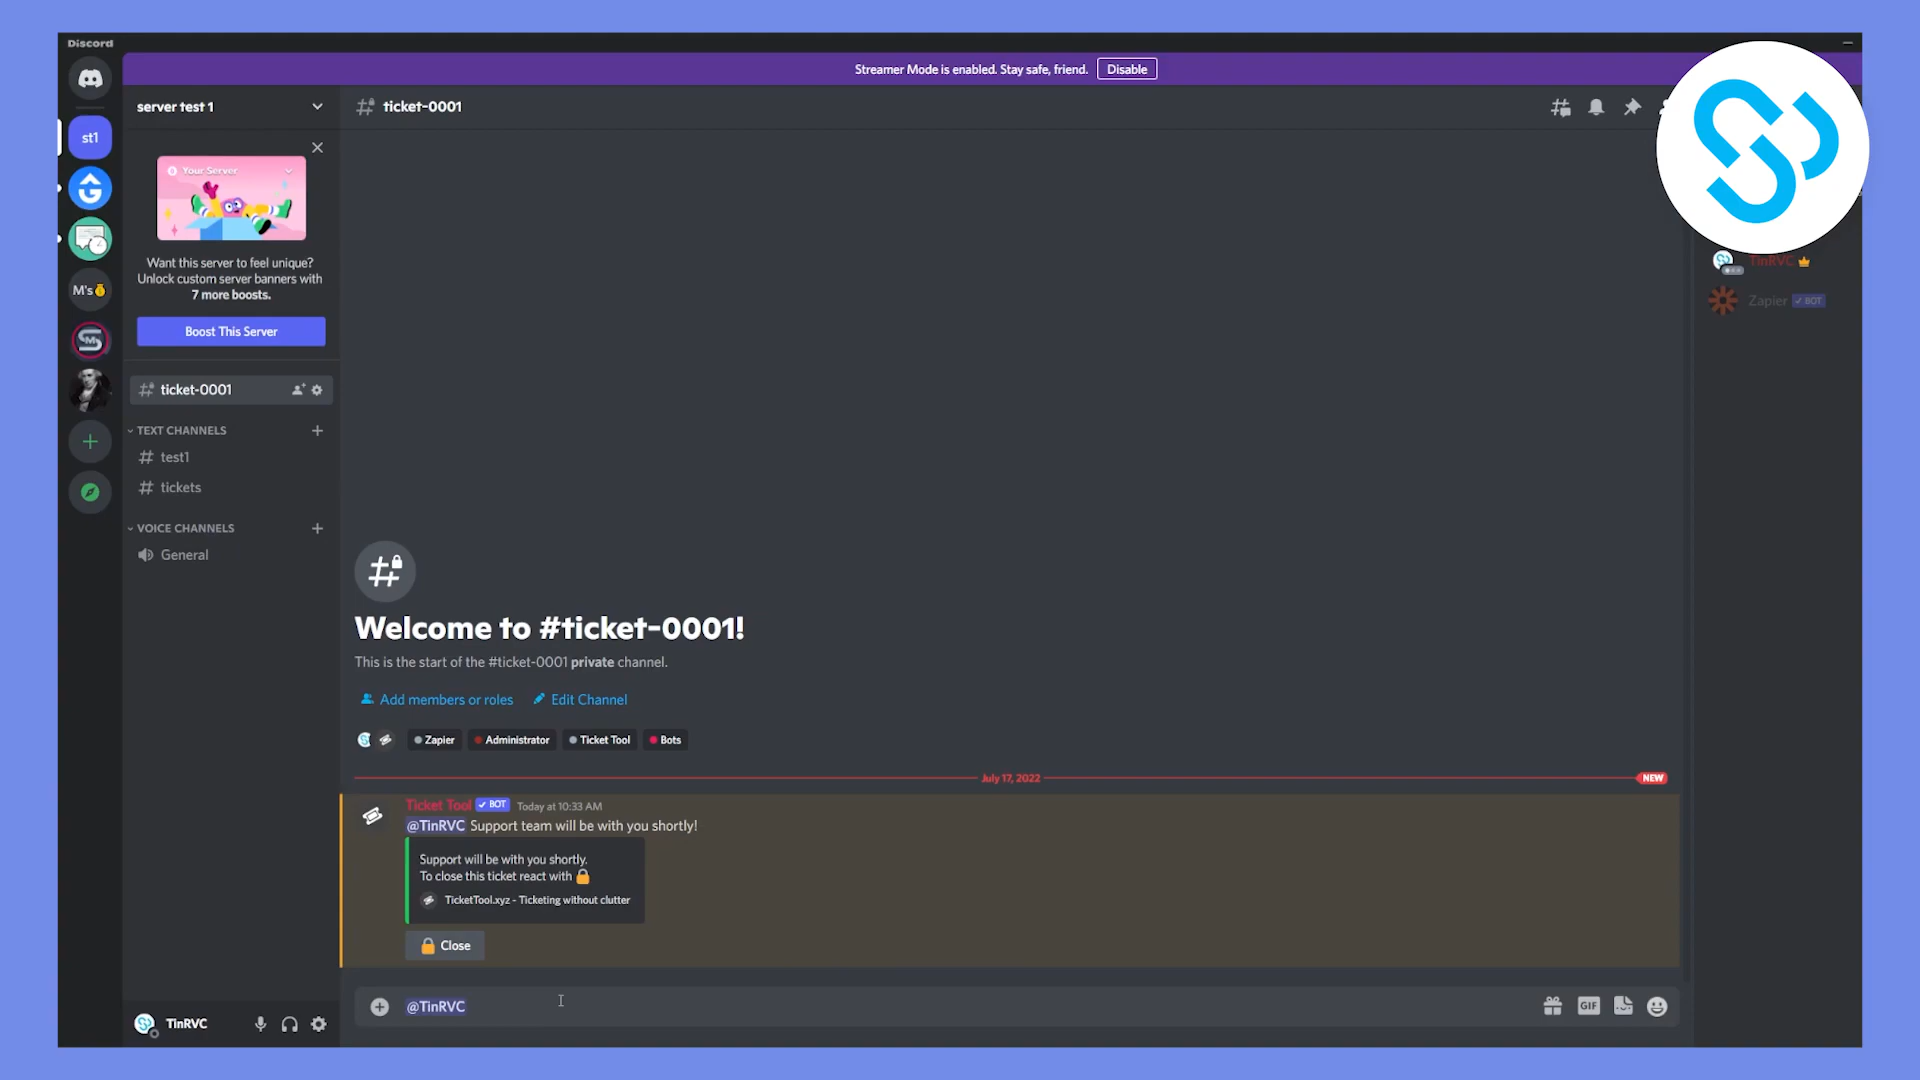 Discord
Streamer Mode is enabled. Stay safe, friend.
Disable
server test 1
ticket-0001
st1
Your Server
Want this server to feel unique?
Unlock custom server banners with
7 more boosts.
Boost This Server
M's
ticket-0001
TEXT CHANNELS
test1
tickets
VOICE CHANNELS
General
TinRVC
Welcome to #ticket-0001!
This is the start of the #ticket-0001 private channel.
Add members or roles
Edit Channel
Zapier
Administrator
Ticket Tool
Bots
July 17, 2022
NEW
Ticket Tool BOT Today at 10:33 AM
@TinRVC Support team will be with you shortly!
Support will be with you shortly.
To close this ticket react with
TicketTool.xyz - Ticketing without clutter
Close
@TinRVC
GIF
TinRVC
Zapier BOT